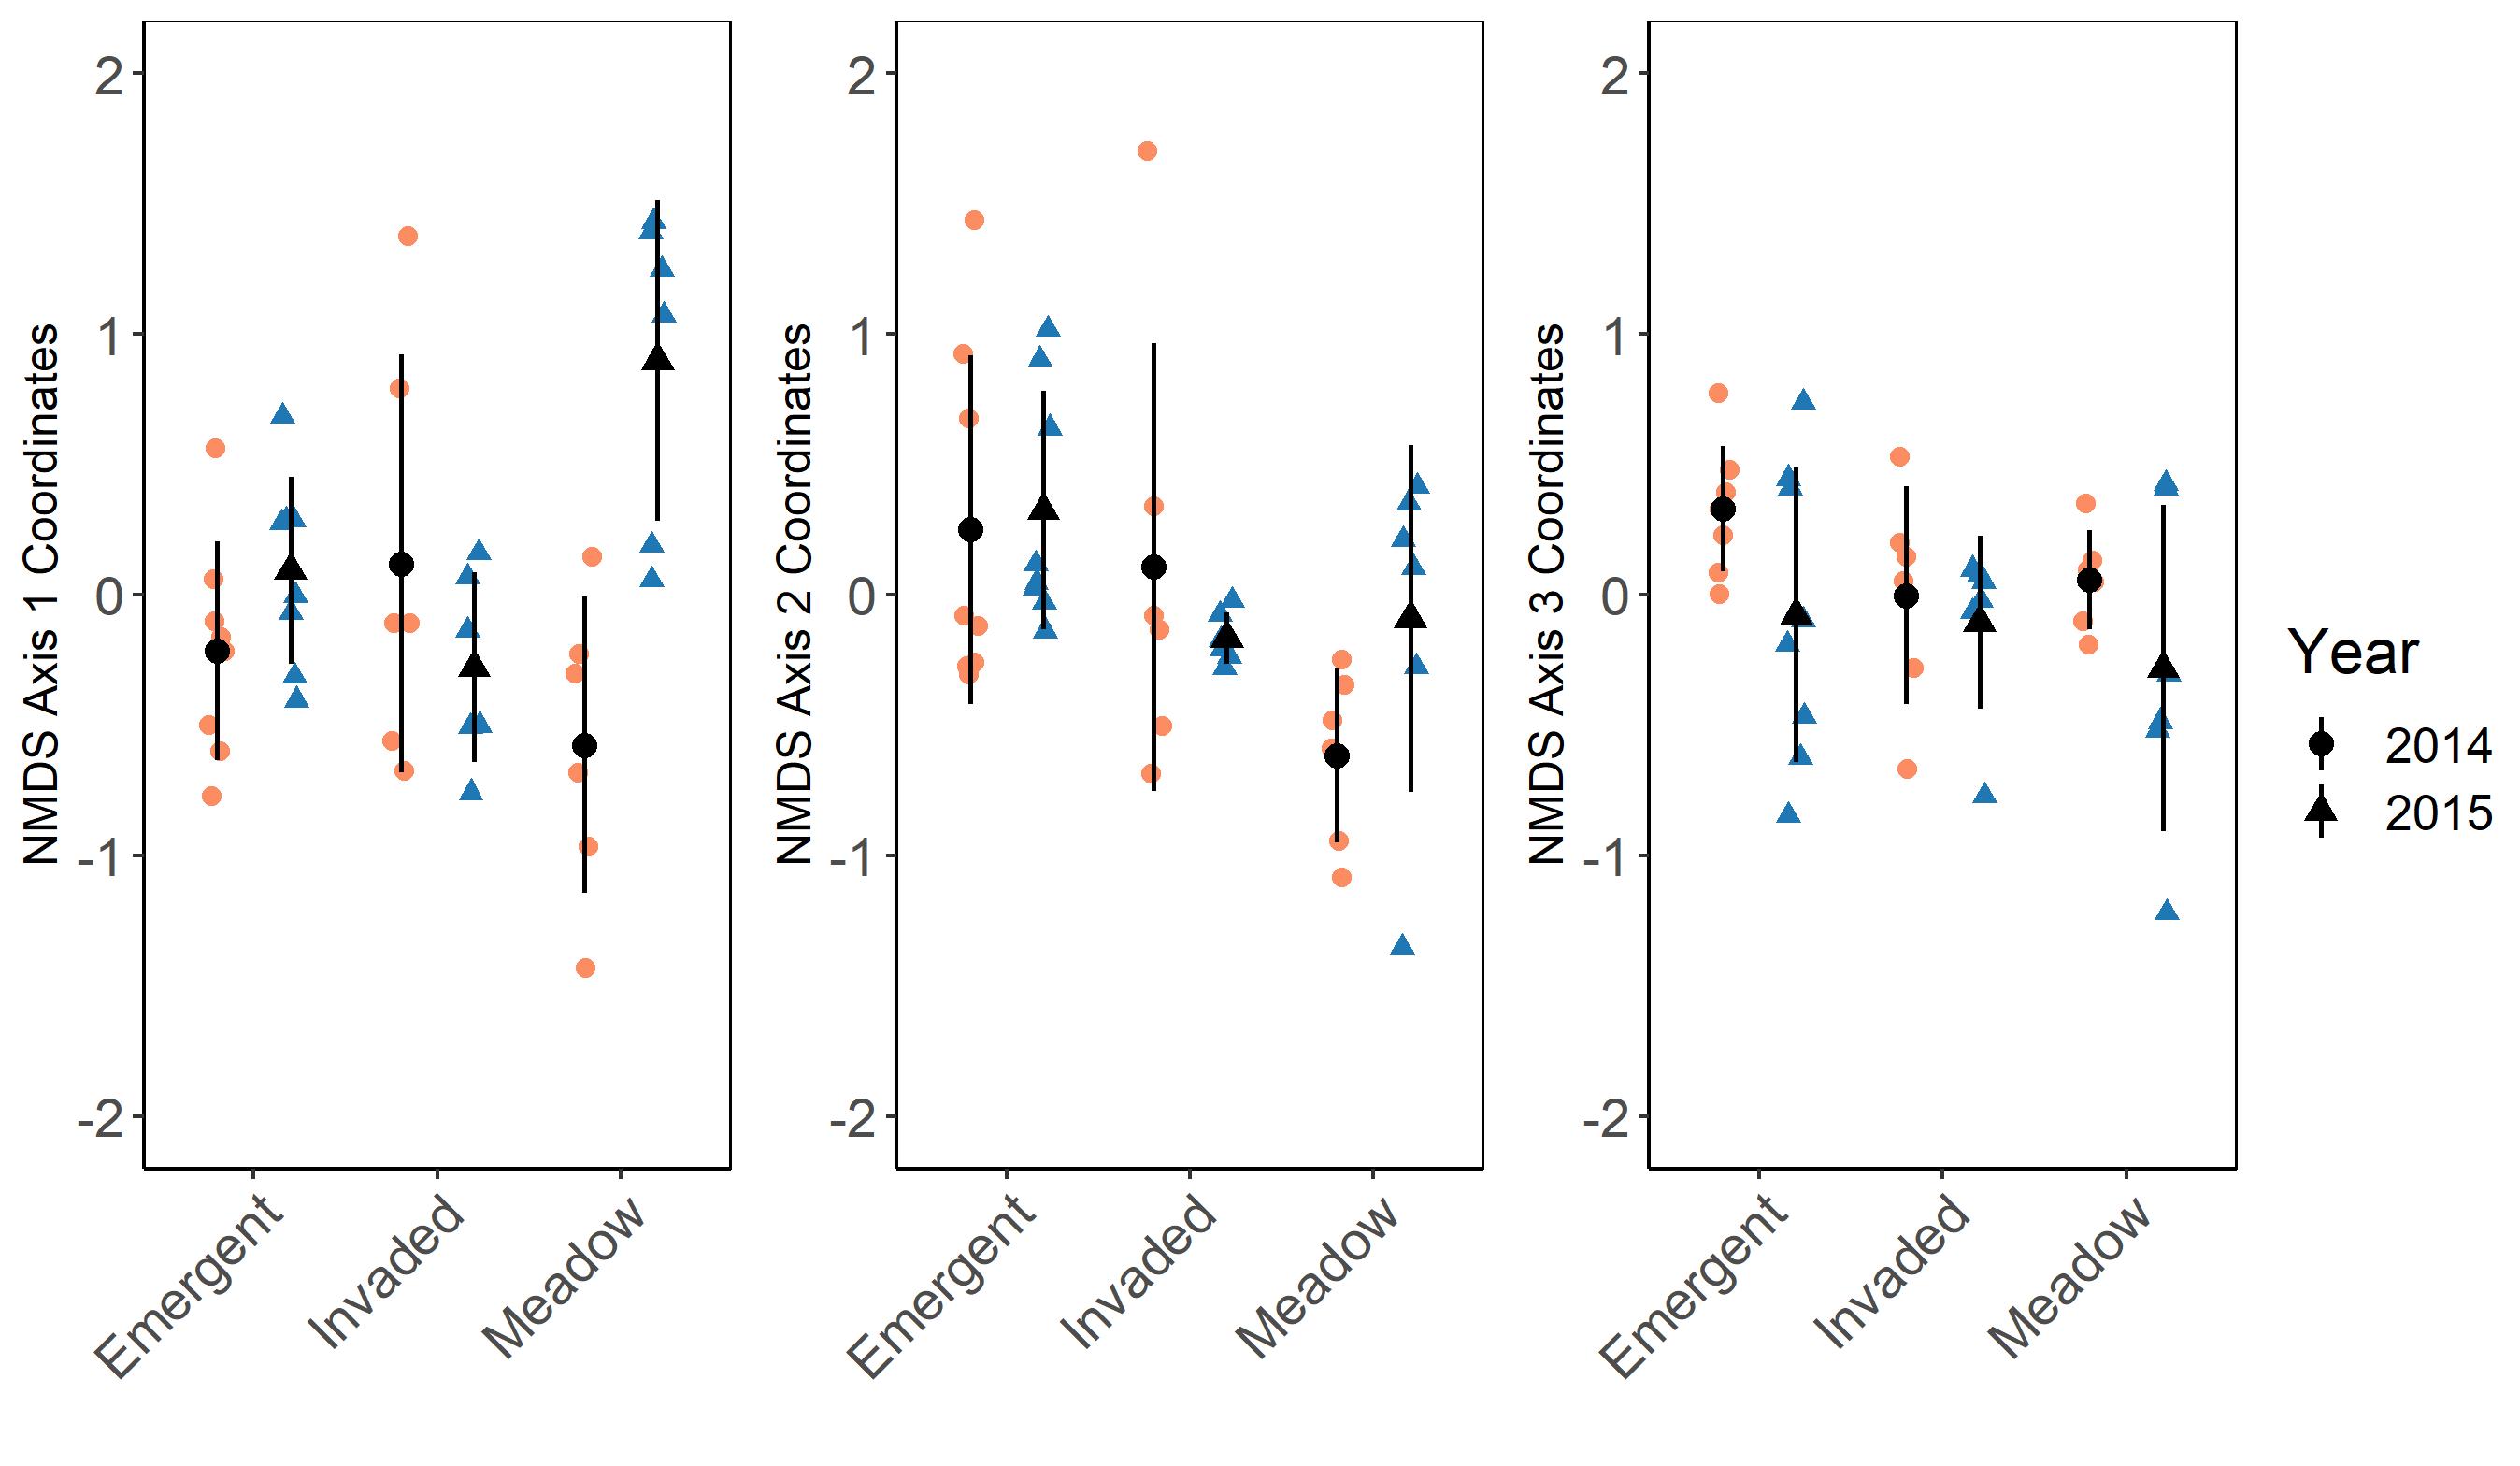 NMDS Axis 1 Coordinates
2
1
0
-1
-2
Emergent
Invaded
Meadow
NMDS Axis 2 Coordinates
2
1
0
-1
-2
Emergent
Invaded
Meadow
NMDS Axis 3 Coordinates
2
1
0
-1
-2
Emergent
Invaded
Meadow
Year
2014
2015